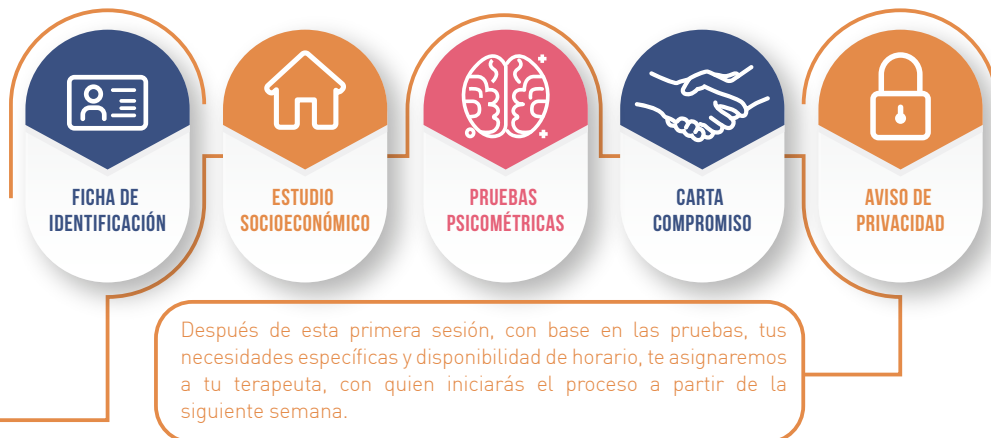 FICHA DE
IDENTIFICACIÓN
ESTUDIO
SOCIOECONÓMICO
PRUEBAS
PSICOMÉTRICAS
CARTA
COMPROMISO
AVISO DE
PRIVACIDAD
Después de esta primera sesión, con base en las pruebas, tus
necesidades específicas y disponibilidad de horario, te asignaremos
a tu terapeuta, con quien iniciarás el proceso a partir de la
siguiente semana.